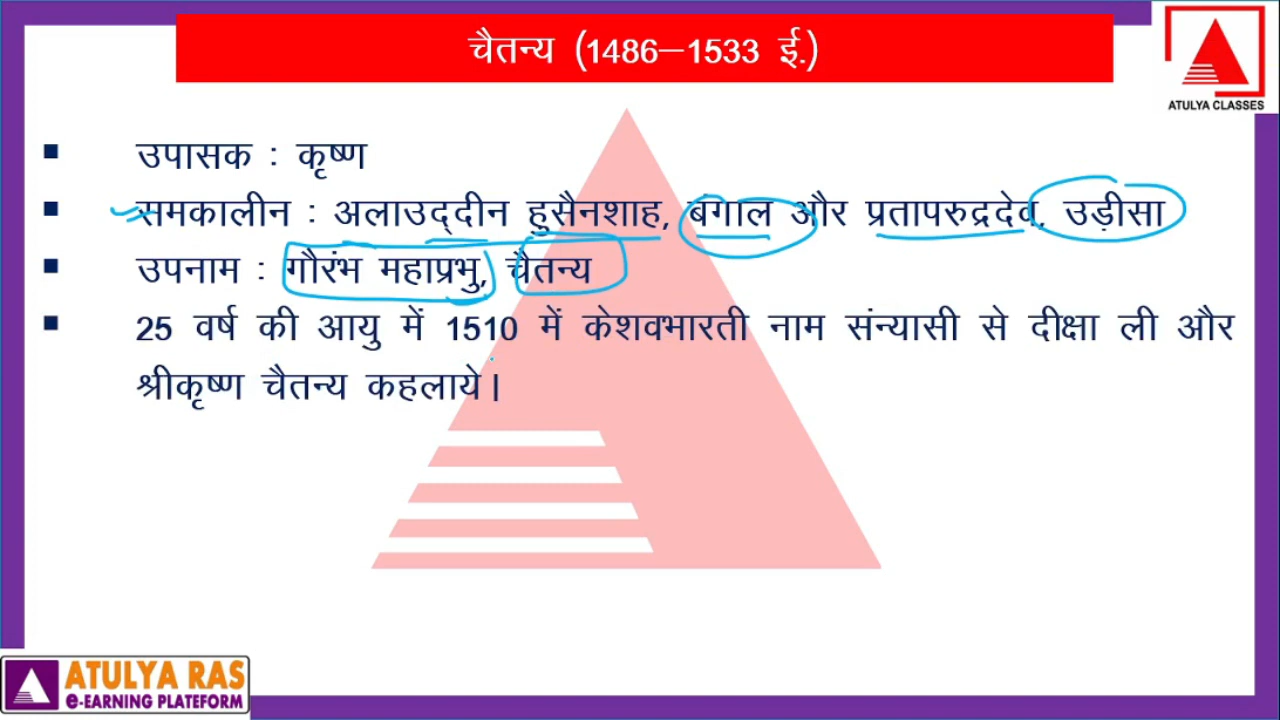 चैतन्य (1486–1533 ई.)
ATULYA CLASSES
उपासक : कृष्ण
समकालीन : अलाउद्दीन हुसैनशाह, बंगाल और प्रतापरुद्रदेव, उड़ीसा
उपनाम : गौरंभ महाप्रभु, चैतन्य
25 वर्ष की आयु में 1510 में केशवभारती नाम संन्यासी से दीक्षा ली और
श्रीकृष्ण चैतन्य कहलाये।
ATULYA RAS
e-EARNING PLATEFORM